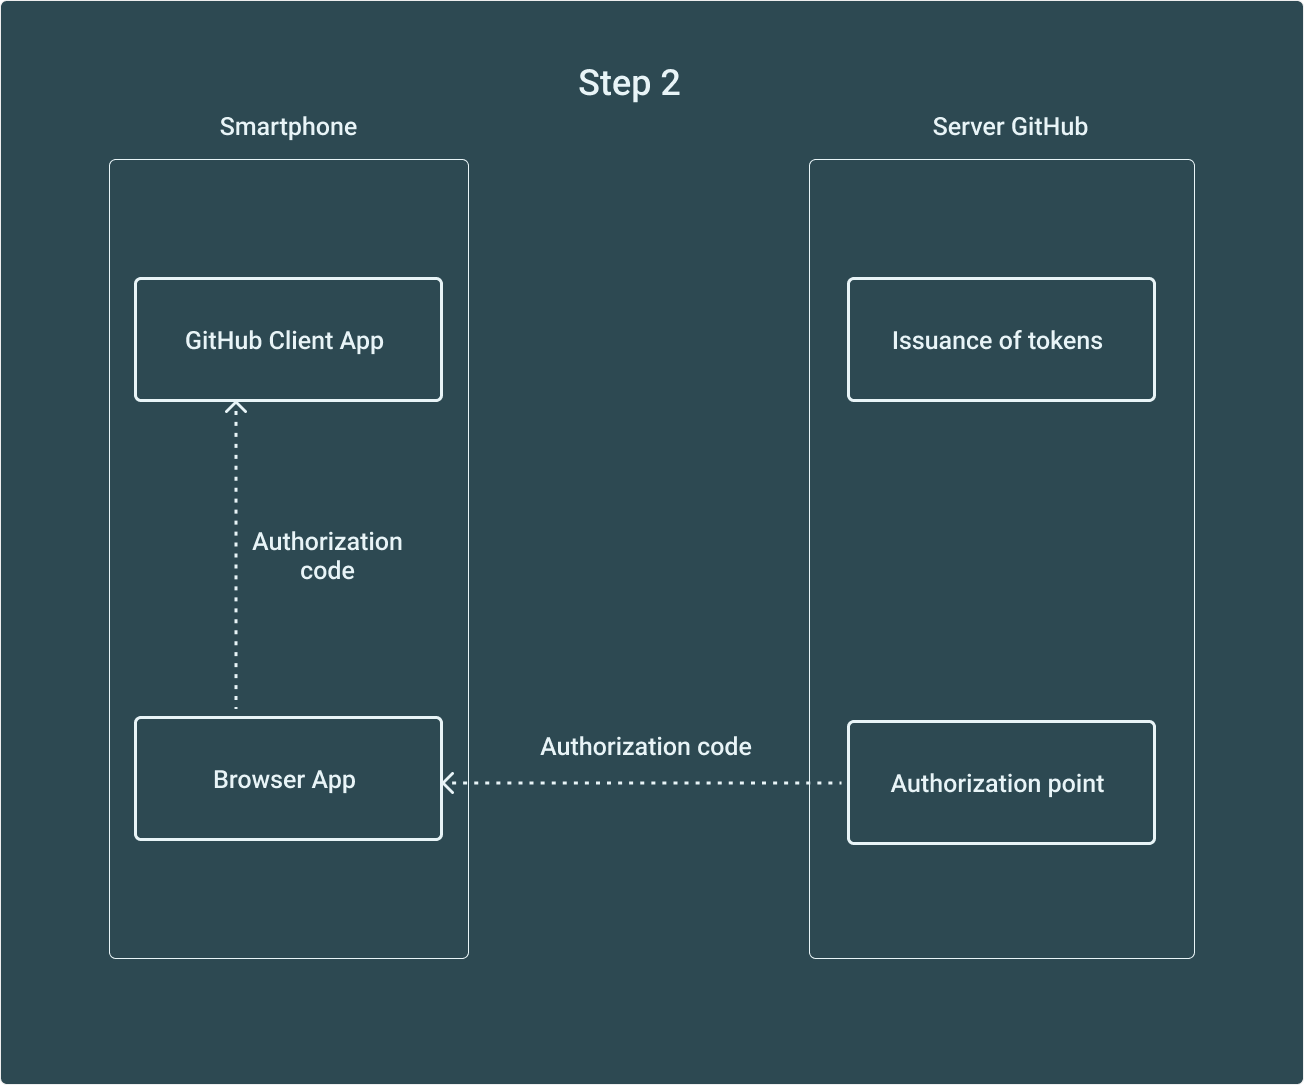 Step 2
Smartphone
Server GitHub
GitHub Client App
Issuance of tokens
Authorization
code
Authorization code
Browser App
Authorization point